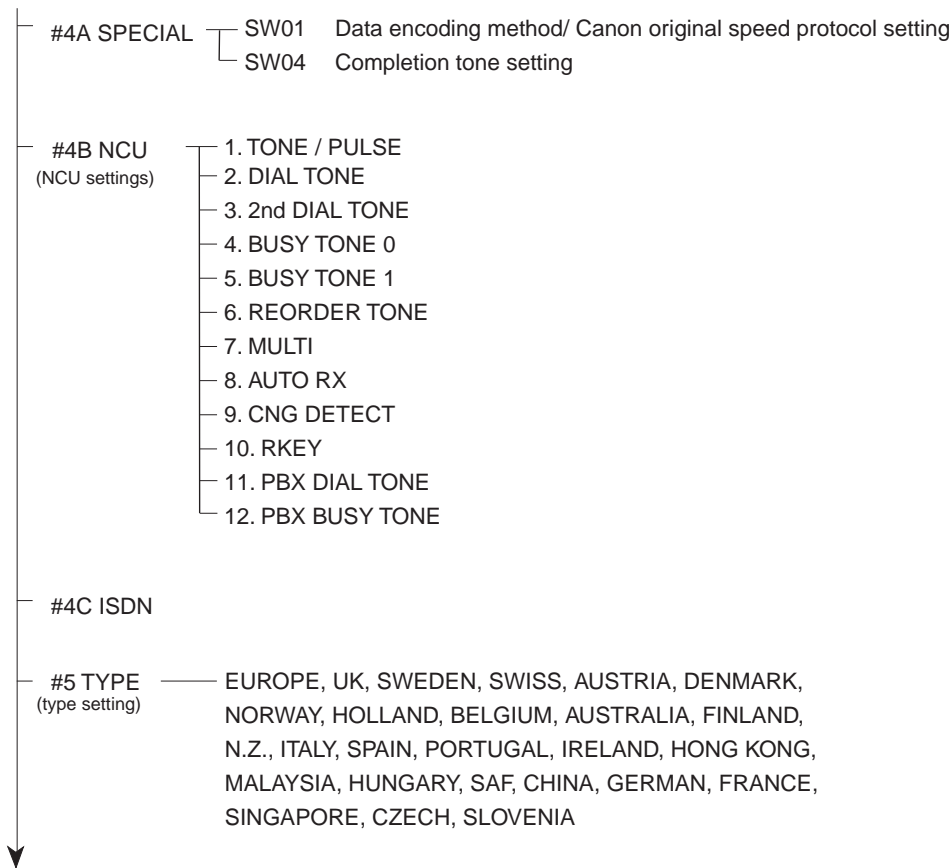 #4A SPECIAL SW01 Data encoding method/ Canon original speed protocol setting
SW04 Completion tone setting
#4B NCU 1. TONE / PULSE
(NCU settings) 2. DIAL TONE
3. 2nd DIAL TONE
4. BUSY TONE 0
5. BUSY TONE 1
6. REORDER TONE
7. MULTI
8. AUTO RX
9. CNG DETECT
10. RKEY
11. PBX DIAL TONE
12. PBX BUSY TONE
#4C ISDN
#5 TYPE EUROPE, UK, SWEDEN, SWISS, AUSTRIA, DENMARK,
(type setting) NORWAY, HOLLAND, BELGIUM, AUSTRALIA, FINLAND,
N.Z., ITALY, SPAIN, PORTUGAL, IRELAND, HONG KONG,
MALAYSIA, HUNGARY, SAF, CHINA, GERMAN, FRANCE,
SINGAPORE, CZECH, SLOVENIA